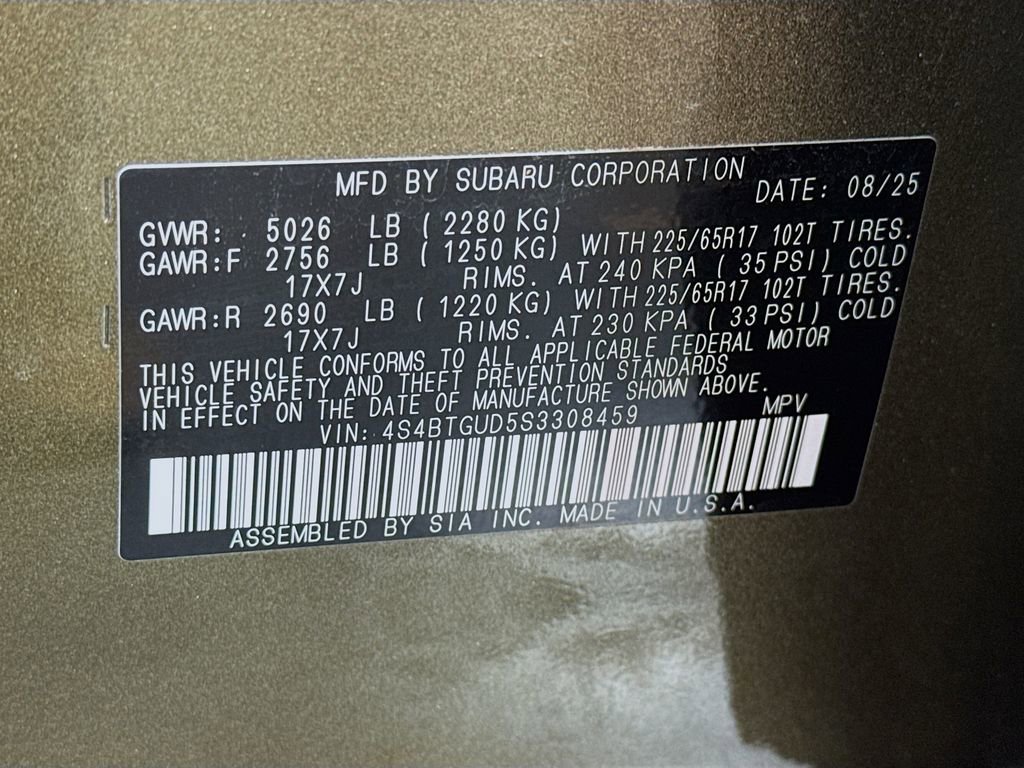 MFD BY SUBARU CORPORATION DATE: 08/25
GVWR: 5026 LB ( 2280 KG)
GAWR:F 2756 LB ( 1250 KG) WITH 225/65R17 102T TIRES.
17X7J RIMS. AT 240 KPA ( 35 PSI) COLD
GAWR:R 2690 LB ( 1220 KG) WITH 225/65R17 102T TIRES.
17X7J RIMS. AT 230 KPA ( 33 PSI) COLD
THIS VEHICLE CONFORMS TO ALL APPLICABLE FEDERAL MOTOR
VEHICLE SAFETY AND THEFT PREVENTION STANDARDS
IN EFFECT ON THE DATE OF MANUFACTURE SHOWN ABOVE.
VIN: 4S4BTGUD5S3308459 MPV
ASSEMBLED BY SIA INC. MADE IN U.S.A.